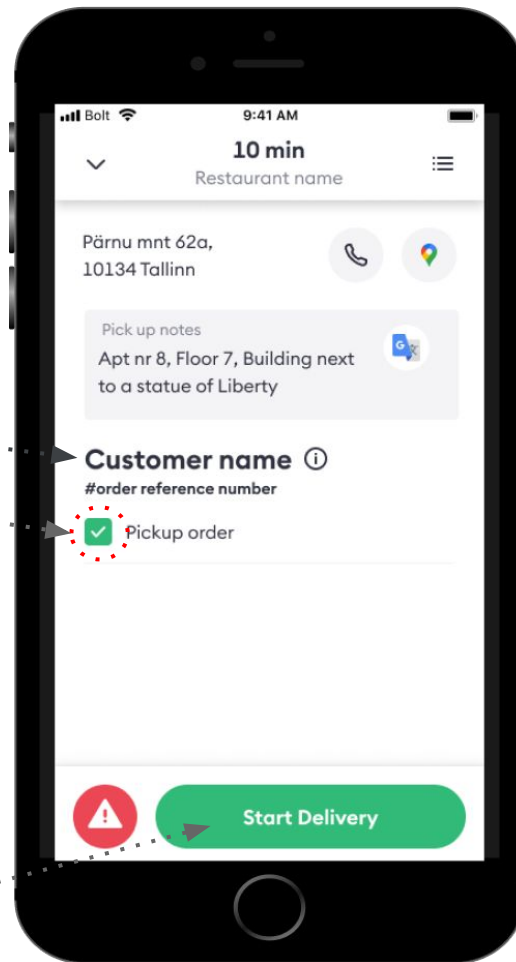 Bolt 9:41 AM
10 min
Restaurant name
Pärnu mnt 62a,
10134 Tallinn
Pick up notes
Apt nr 8, Floor 7, Building next
to a statue of Liberty
Customer name
#order reference number
Pickup order
Start Delivery